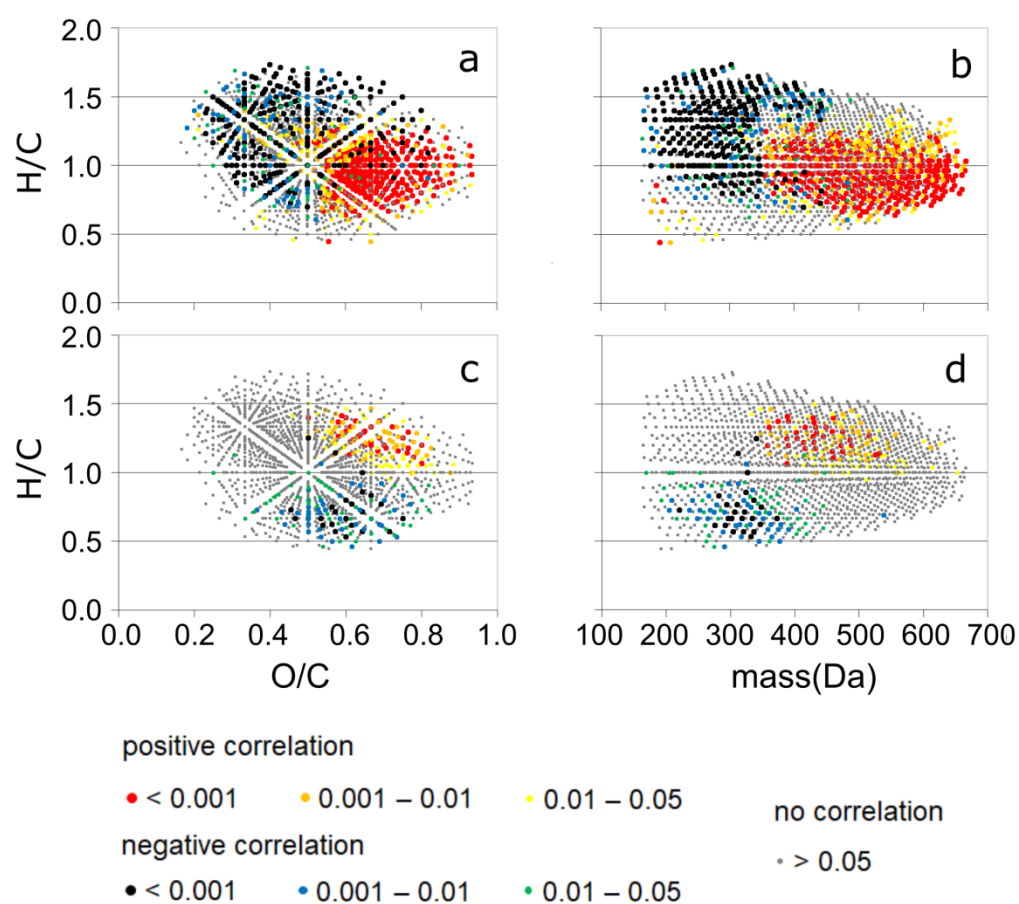 2.0
a
b
1.5
H/C
1.0
0.5
0.0
2.0
c
d
1.5
H/C
1.0
0.5
0.0
0.0 0.2 0.4 0.6 0.8 1.0 100 200 300 400 500 600 700
O/C mass(Da)
positive correlation
< 0.001 0.001 – 0.01 0.01 – 0.05
no correlation
negative correlation
> 0.05
< 0.001 0.001 – 0.01 0.01 – 0.05